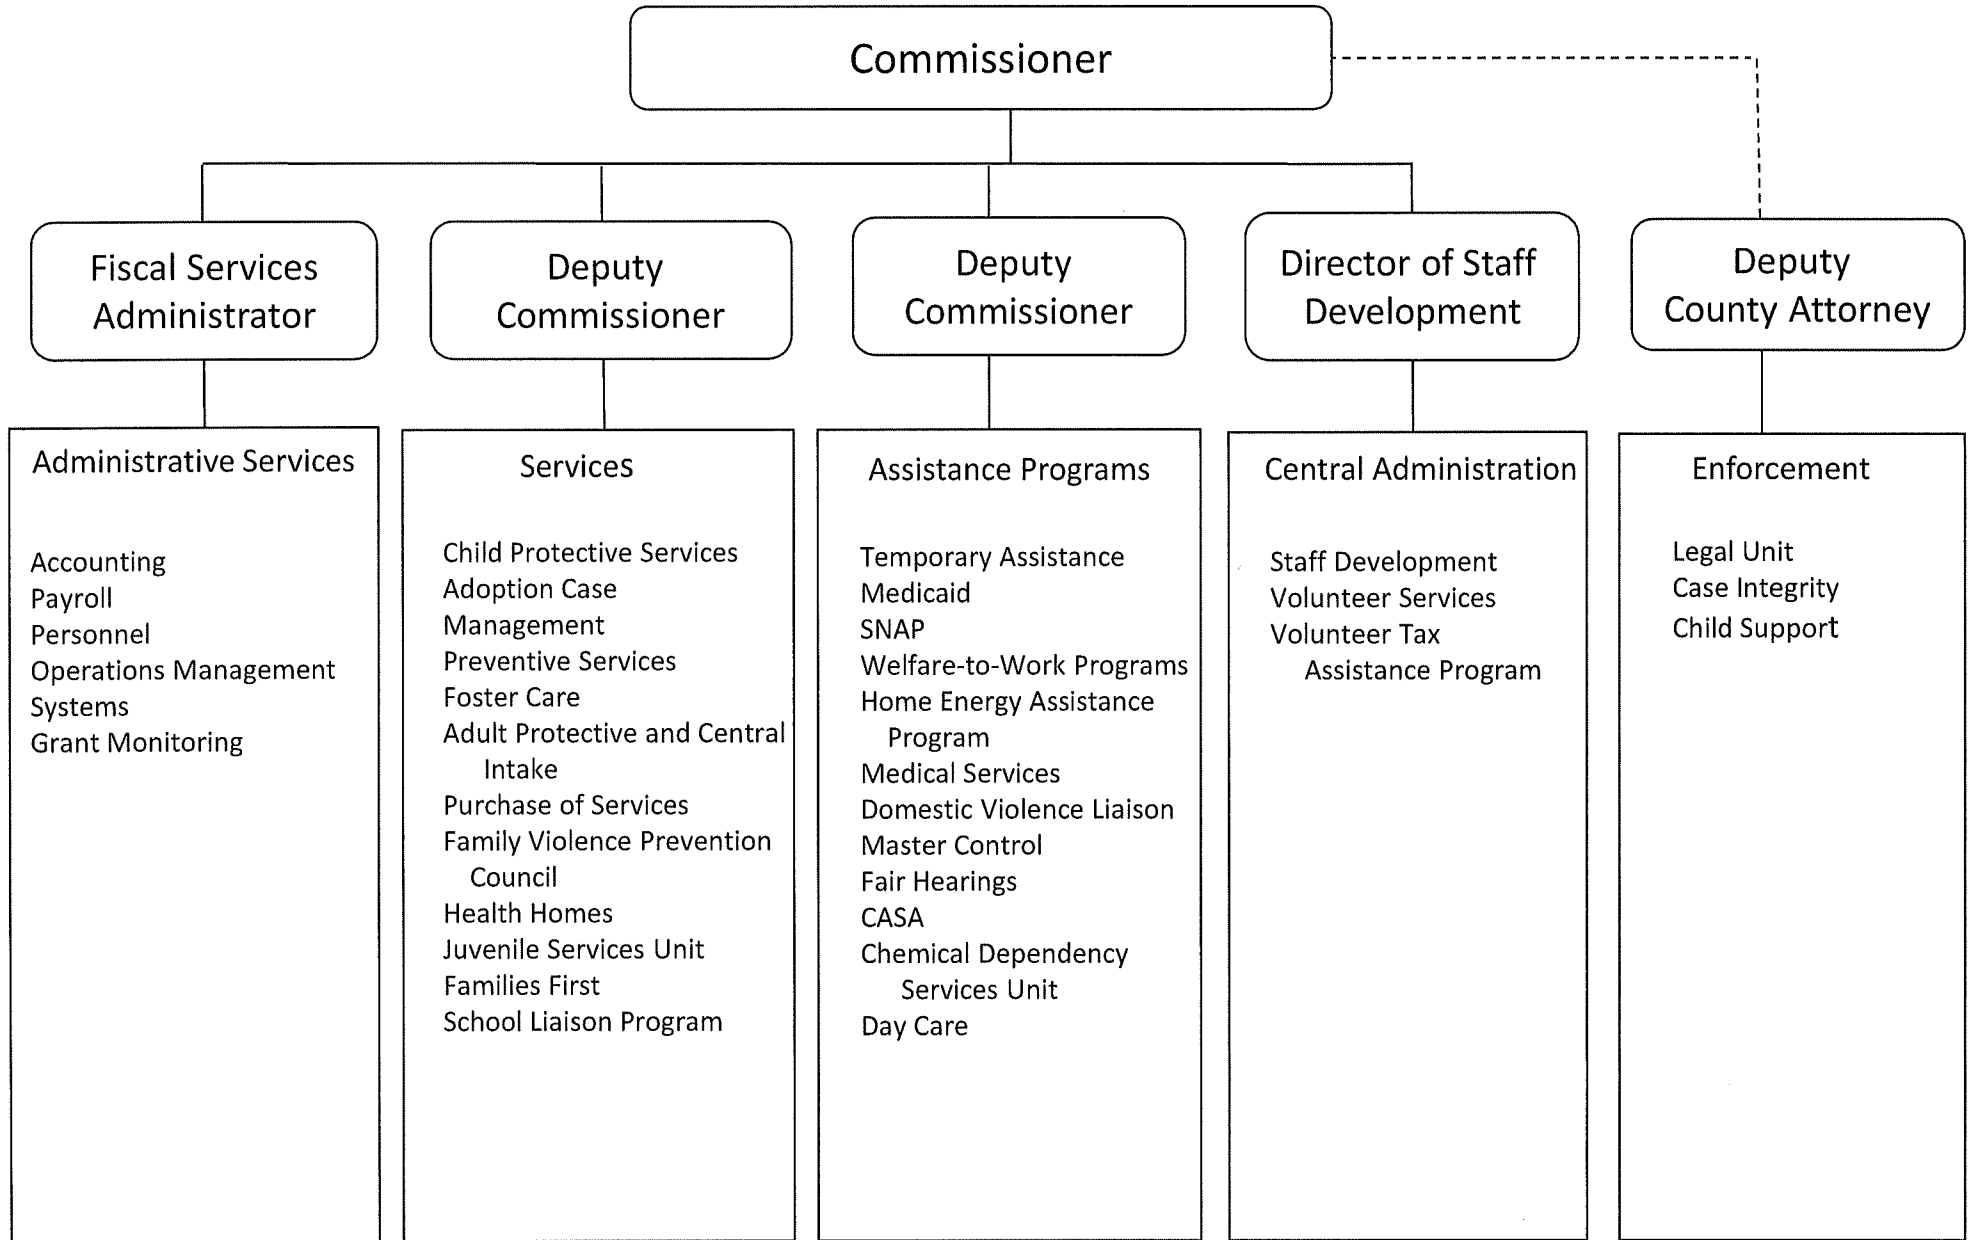 Commissioner
Fiscal Services
Administrator
Deputy
Commissioner
Deputy
Commissioner
Director of Staff
Development
Deputy
County Attorney
Administrative Services
Accounting
Payroll
Personnel
Operations Management
Systems
Grant Monitoring
Services
Child Protective Services
Adoption Case
Management
Preventive Services
Foster Care
Adult Protective and Central
Intake
Purchase of Services
Family Violence Prevention
Council
Health Homes
Juvenile Services Unit
Families First
School Liaison Program
Assistance Programs
Temporary Assistance
Medicaid
SNAP
Welfare-to-Work Programs
Home Energy Assistance
Program
Medical Services
Domestic Violence Liaison
Master Control
Fair Hearings
CASA
Chemical Dependency
Services Unit
Day Care
Central Administration
Staff Development
Volunteer Services
Volunteer Tax
Assistance Program
Enforcement
Legal Unit
Case Integrity
Child Support